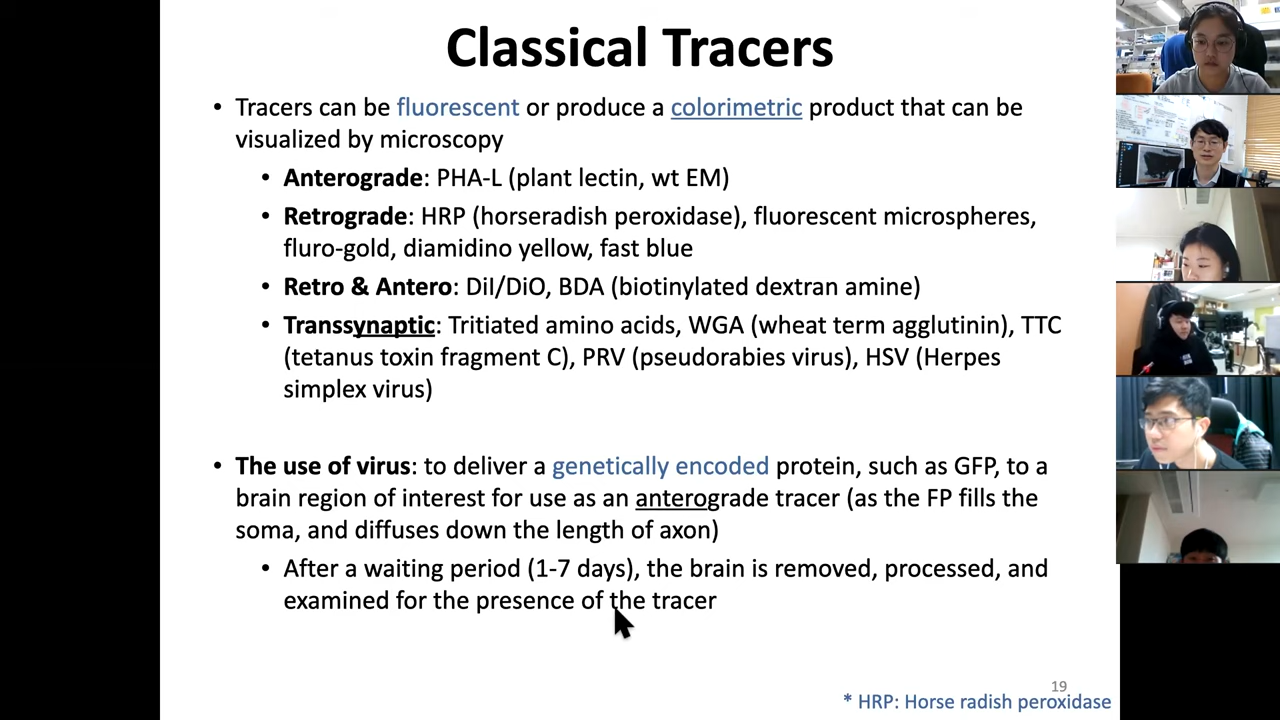 Classical Tracers
• Tracers can be fluorescent or produce a colorimetric product that can be
visualized by microscopy
• Anterograde: PHA-L (plant lectin, wt EM)
• Retrograde: HRP (horseradish peroxidase), fluorescent microspheres,
fluro-gold, diamidino yellow, fast blue
• Retro & Antero: DiI/DiO, BDA (biotinylated dextran amine)
• Transsynaptic: Tritiated amino acids, WGA (wheat term agglutinin), TTC
(tetanus toxin fragment C), PRV (pseudorabies virus), HSV (Herpes
simplex virus)
• The use of virus: to deliver a genetically encoded protein, such as GFP, to a
brain region of interest for use as an anterograde tracer (as the FP fills the
soma, and diffuses down the length of axon)
• After a waiting period (1-7 days), the brain is removed, processed, and
examined for the presence of the tracer
19
* HRP: Horse radish peroxidase